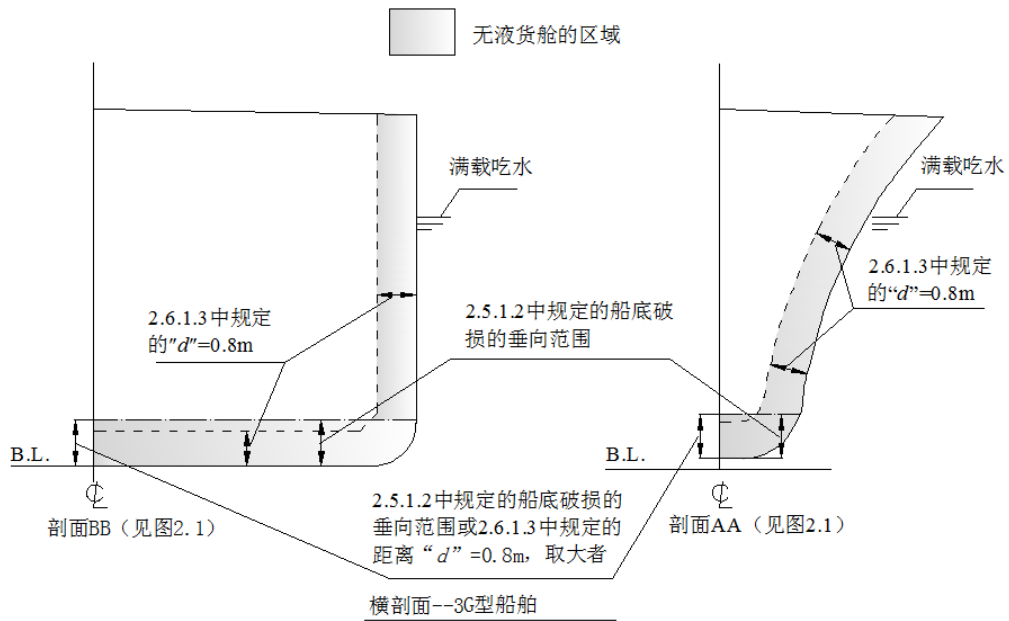 无液货舱的区域
满载吃水
满载吃水
2.6.1.3中规定
的"d"=0.8m
2.5.1.2中规定的船底破
损的垂向范围
2.6.1.3中规定
的“d”=0.8m
B.L.
B.L.
℄
℄
剖面BB（见图2.1）
2.5.1.2中规定的船底破损的
垂向范围或2.6.1.3中规定的
距离“d”=0.8m，取大者
剖面AA（见图2.1）
横剖面--3G型船舶